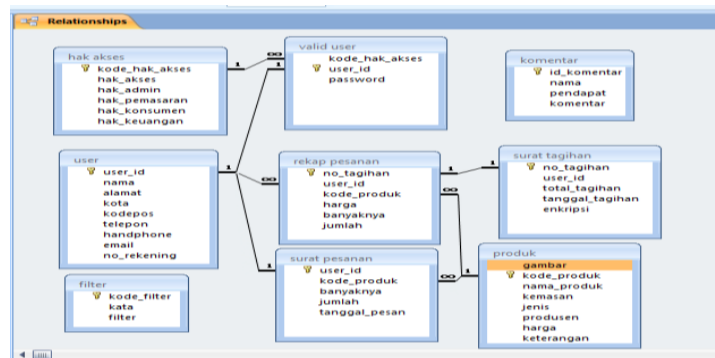 Relationships
hak akses
kode_hak_akses
hak_akses
hak_admin
hak_pemasaran
hak_konsumen
hak_keuangan
valid user
kode_hak_akses
user_id
password
komentar
id_komentar
nama
pendapat
komentar
user
user_id
nama
alamat
kota
kodepos
telepon
handphone
email
no_rekening
rekap pesanan
no_tagihan
user_id
kode_produk
harga
banyaknya
jumlah
surat tagihan
no_tagihan
user_id
total_tagihan
tanggal_tagihan
enkripsi
filter
kode_filter
kata
filter
surat pesanan
user_id
kode_produk
banyaknya
jumlah
tanggal_pesan
produk
gambar
kode_produk
nama_produk
kemasan
jenis
produsen
harga
keterangan
1
∞
1
1
∞
1
1
1
∞
∞
1